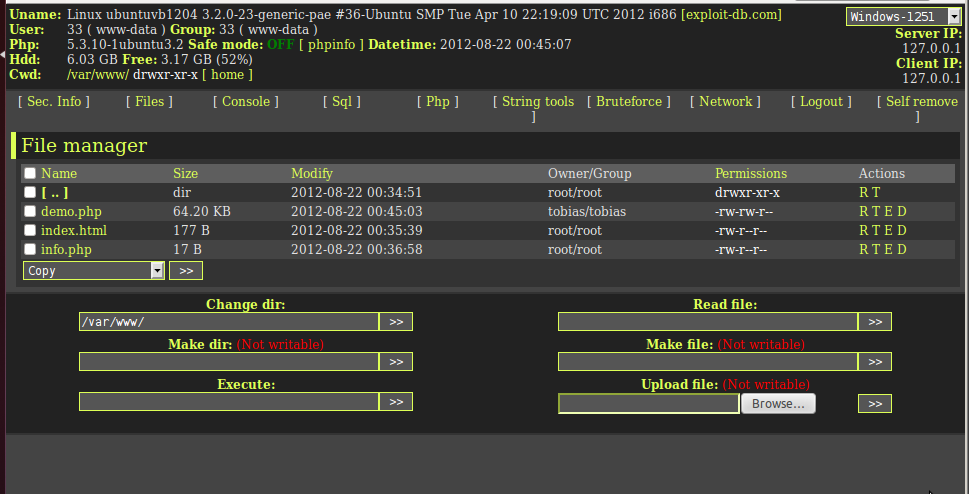 Uname: Linux ubuntuvb1204 3.2.0-23-generic-pae #36-Ubuntu SMP Tue Apr 10 22:19:09 UTC 2012 i686 [exploit-db.com] Windows-1251
User: 33 ( www-data ) Group: 33 ( www-data ) Server IP:
Php: 5.3.10-1ubuntu3.2 Safe mode: OFF [ phpinfo ] Datetime: 2012-08-22 00:45:07 127.0.0.1
Hdd: 6.03 GB Free: 3.17 GB (52%) Client IP:
Cwd: /var/www/ drwxr-xr-x [ home ] 127.0.0.1
[ Sec. Info ] [ Files ] [ Console ] [ Sql ] [ Php ] [ String tools ] [ Bruteforce ] [ Network ] [ Logout ] [ Self remove ]
File manager
Name Size Modify Owner/Group Permissions Actions
[ .. ] dir 2012-08-22 00:34:51 root/root drwxr-xr-x R T
demo.php 64.20 KB 2012-08-22 00:45:03 tobias/tobias -rw-rw-r-- R T E D
index.html 177 B 2012-08-22 00:35:39 root/root -rw-r--r-- R T E D
info.php 17 B 2012-08-22 00:36:58 root/root -rw-r--r-- R T E D
Copy >>
Change dir: Read file:
/var/www/ >> >>
Make dir: (Not writable) Make file: (Not writable)
>> >>
Execute: Upload file: (Not writable)
>> Browse... >>